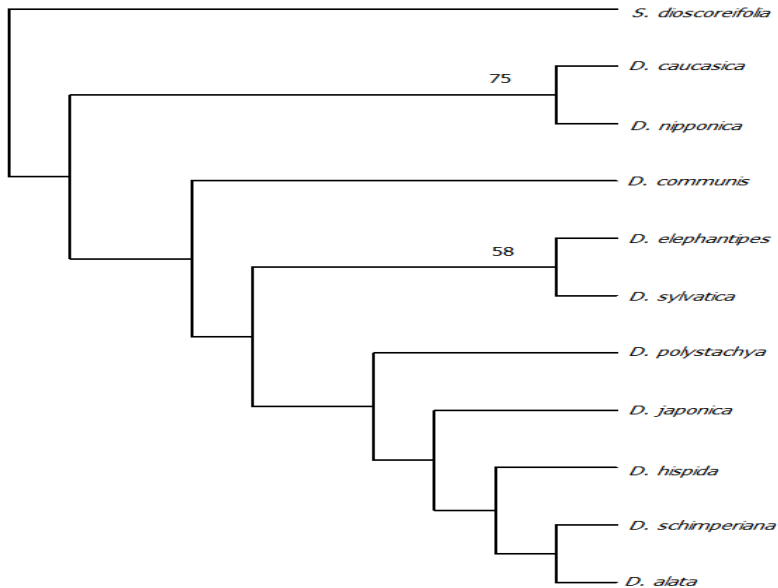 S. dioscoreifolia
D. caucasica
75
D. nipponica
D. communis
D. elephantipes
58
D. sylvatica
D. polystachya
D. japonica
D. hispida
D. schimperiana
D. alata